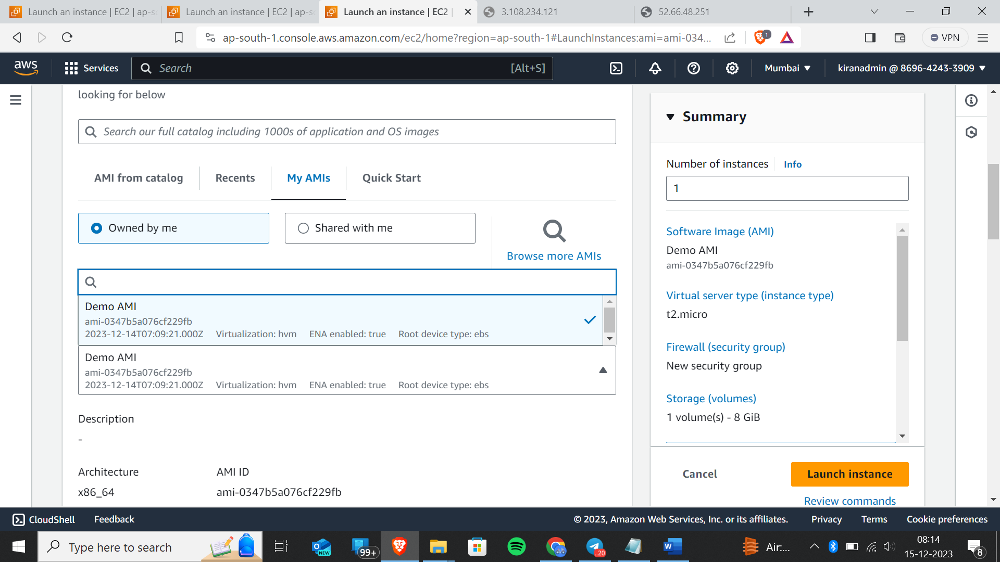 Launch an instance | EC2 | ap-s
Launch an instance | EC2 | ap-s
Launch an instance | EC2 |
3.108.234.121
52.66.48.251
ap-south-1.console.aws.amazon.com/ec2/home?region=ap-south-1#LaunchInstances:ami=ami-034...
1
VPN
aws
Services
Search
[Alt+S]
Mumbai
kiranadmin @ 8696-4243-3909
looking for below
Search our full catalog including 1000s of application and OS images
AMI from catalog
Recents
My AMIs
Quick Start
Owned by me
Shared with me
Browse more AMIs
Demo AMI
ami-0347b5a076cf229fb
2023-12-14T07:09:21.000Z Virtualization: hvm ENA enabled: true Root device type: ebs
Demo AMI
ami-0347b5a076cf229fb
2023-12-14T07:09:21.000Z Virtualization: hvm ENA enabled: true Root device type: ebs
Description
-
Architecture AMI ID
x86_64 ami-0347b5a076cf229fb
Summary
Number of instances Info
1
Software Image (AMI)
Demo AMI
ami-0347b5a076cf229fb
Virtual server type (instance type)
t2.micro
Firewall (security group)
New security group
Storage (volumes)
1 volume(s) - 8 GiB
Cancel
Launch instance
Review commands
CloudShell Feedback
© 2023, Amazon Web Services, Inc. or its affiliates. Privacy Terms Cookie preferences
Type here to search
NEW
99+
..20
W
Air:...
08:14
15-12-2023
8